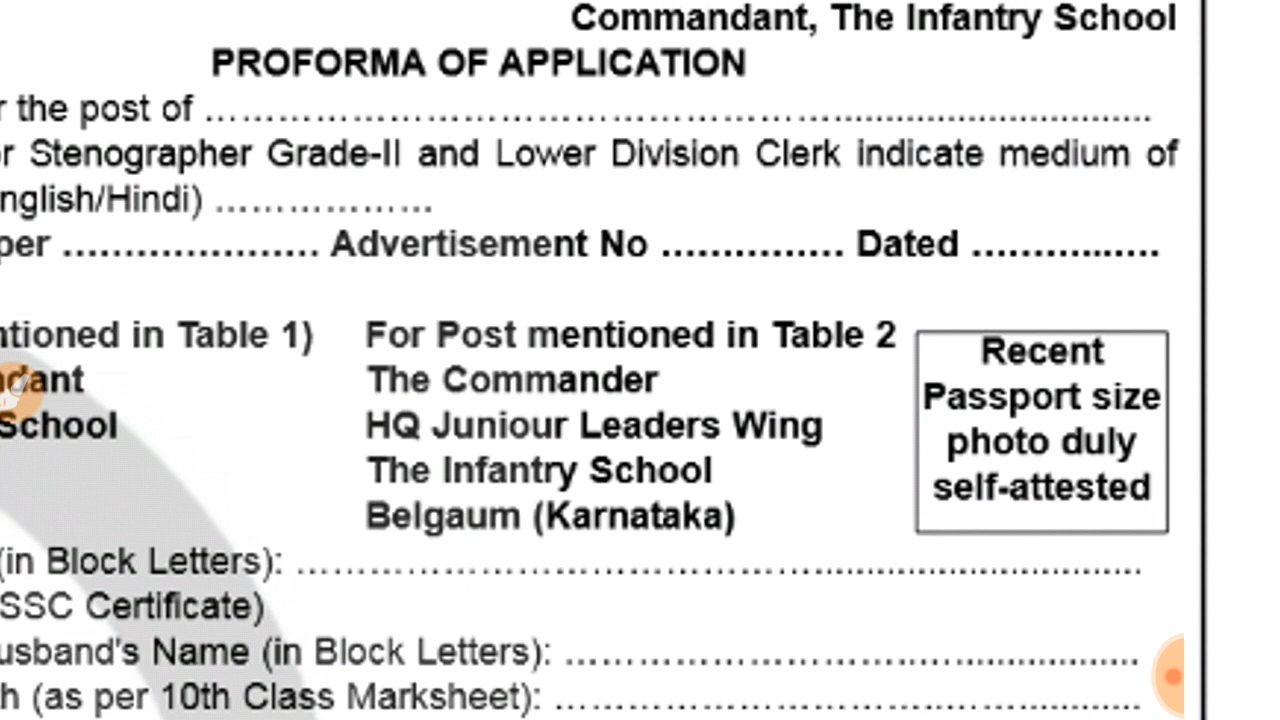 Commandant, The Infantry School
PROFORMA OF APPLICATION
r the post of ................................................................
or Stenographer Grade-II and Lower Division Clerk indicate medium of
nglish/Hindi) ..................
per ..................... Advertisement No ............... Dated ................
ntioned in Table 1) For Post mentioned in Table 2
dant The Commander
School HQ Juniour Leaders Wing
The Infantry School
Belgaum (Karnataka)
Recent
Passport size
photo duly
self-attested
(in Block Letters): ................................................................
SSC Certificate)
usband's Name (in Block Letters): ................................................
h (as per 10th Class Marksheet): ................................................